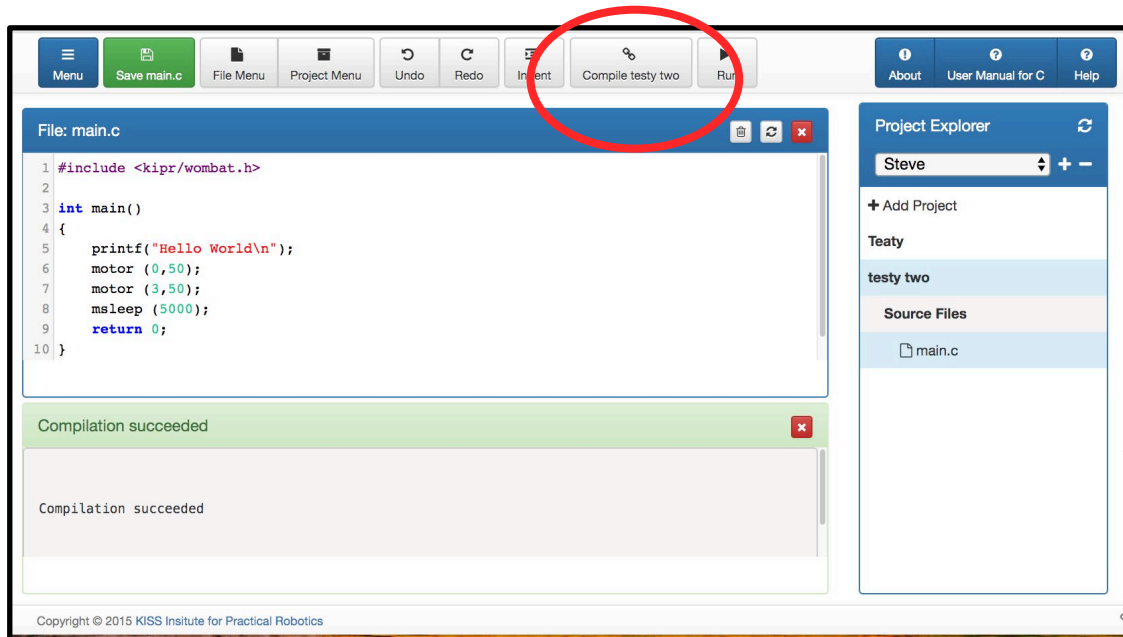 Menu
Save main.c
File Menu
Project Menu
Undo
Redo
Indent
Compile testy two
Run
About
User Manual for C
Help
File: main.c
1 #include <kipr/wombat.h>
2
3 int main()
4 {
5     printf("Hello World\n");
6     motor (0,50);
7     motor (3,50);
8     msleep (5000);
9     return 0;
10 }
Compilation succeeded
Compilation succeeded
Project Explorer
Steve
Add Project
Teaty
testy two
Source Files
main.c
Copyright © 2015 KISS Insitute for Practical Robotics